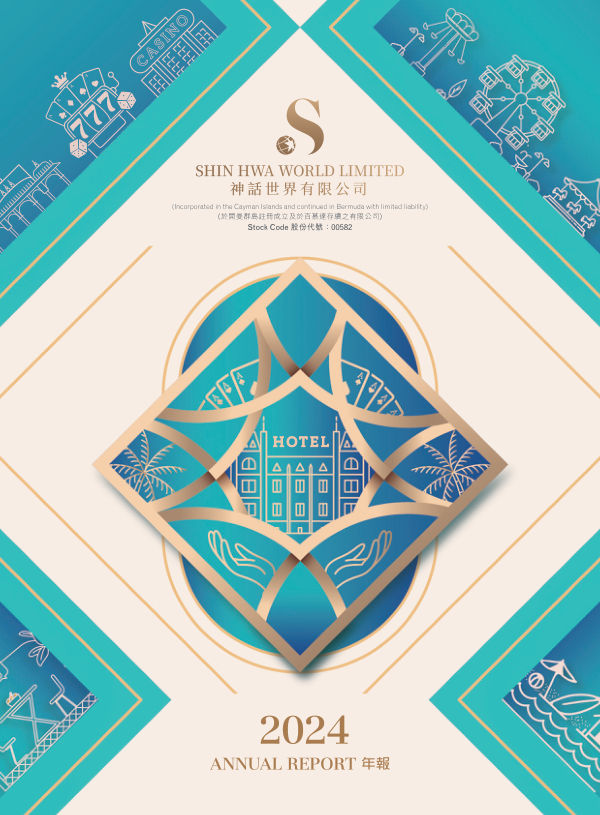 CASINO
777
S
SHIN HWA WORLD LIMITED
神話世界有限公司
(Incorporated in the Cayman Islands and continued in Bermuda with limited liability)
(於開曼群島註冊成立及於百慕達存續之有限公司)
Stock Code 股份代號：00582
A A A A
HOTEL
2024
ANNUAL REPORT 年報